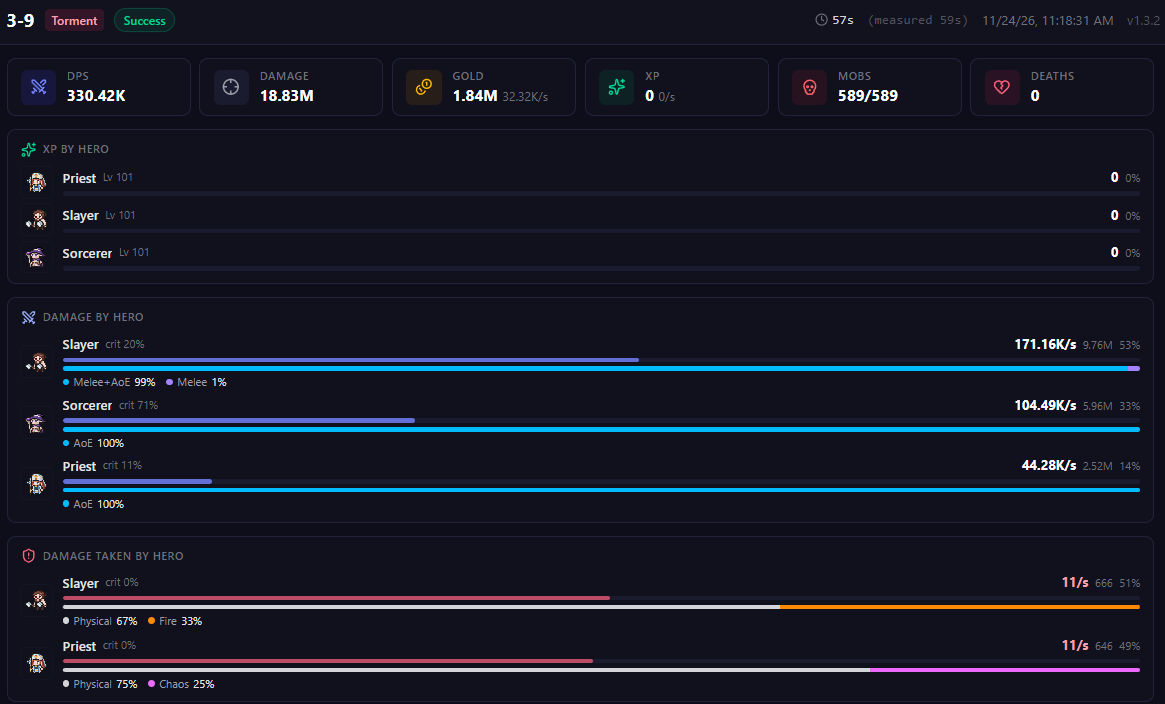 3-9 Torment Success 57s (measured 59s) 11/24/26, 11:18:31 AM v1.3.2
DPS
330.42K
DAMAGE
18.83M
GOLD
1.84M 32.32K/s
XP
0 0/s
MOBS
589/589
DEATHS
0
XP BY HERO
Priest Lv 101 0 0%
Slayer Lv 101 0 0%
Sorcerer Lv 101 0 0%
DAMAGE BY HERO
Slayer crit 20% 171.16K/s 9.76M 53%
Melee+AoE 99% Melee 1%
Sorcerer crit 71% 104.49K/s 5.96M 33%
AoE 100%
Priest crit 11% 44.28K/s 2.52M 14%
AoE 100%
DAMAGE TAKEN BY HERO
Slayer crit 0% 11/s 666 51%
Physical 67% Fire 33%
Priest crit 0% 11/s 646 49%
Physical 75% Chaos 25%